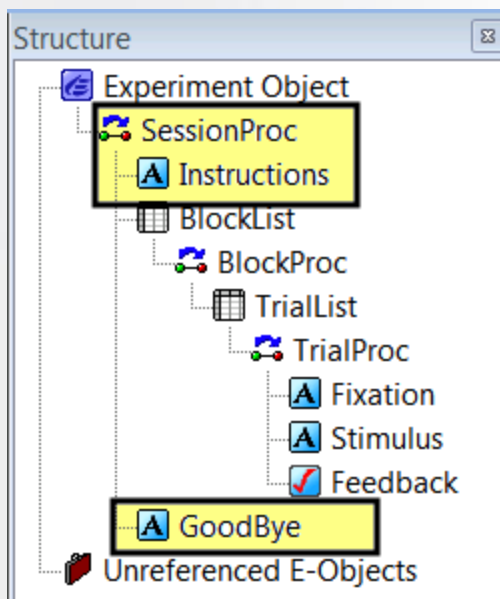 Structure
Experiment Object
SessionProc
Instructions
BlockList
BlockProc
TrialList
TrialProc
Fixation
Stimulus
Feedback
GoodBye
Unreferenced E-Objects